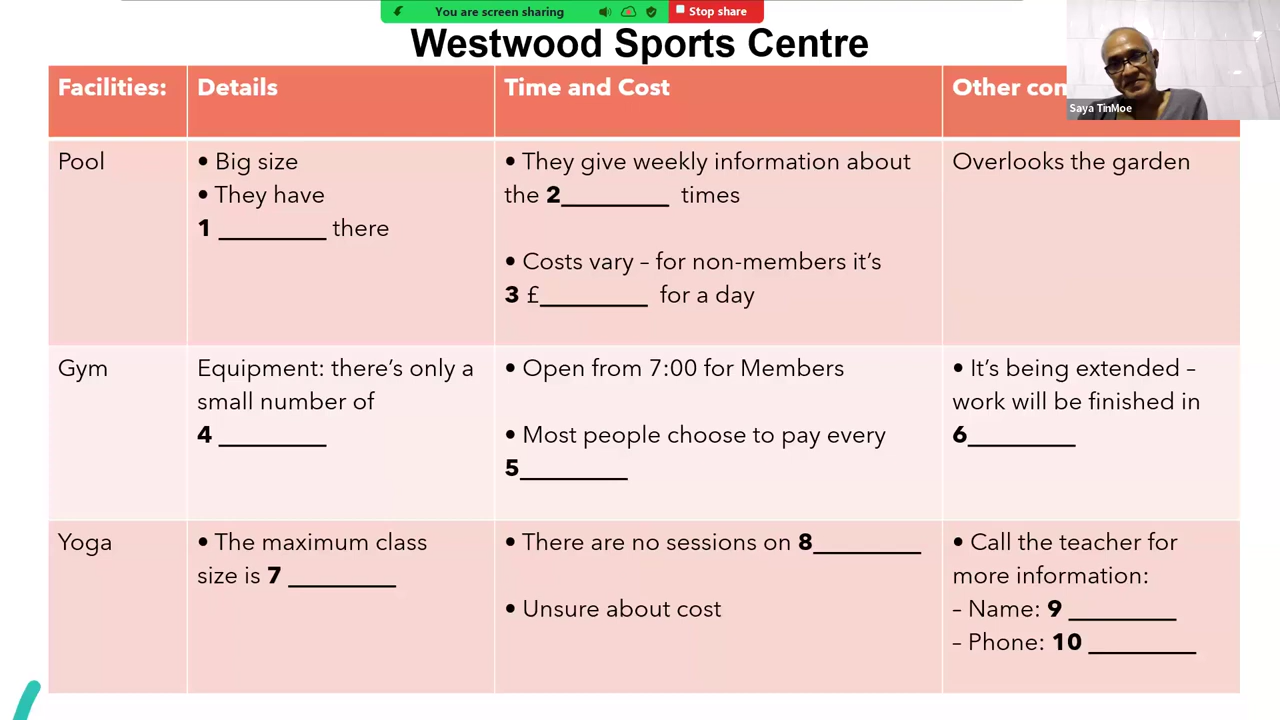 You are screen sharing
Stop share
Westwood Sports Centre
Saya TinMoe
Facilities:
Details
Time and Cost
Other
Pool
• Big size
• They have
1 _________ there
• They give weekly information about
the 2_________ times
• Costs vary – for non-members it's
3 £_________ for a day
Overlooks the garden
Gym
Equipment: there's only a
small number of
4 _________
• Open from 7:00 for Members
• Most people choose to pay every
5_________
• It's being extended –
work will be finished in
6_________
Yoga
• The maximum class
size is 7 _________
• There are no sessions on 8_________
• Unsure about cost
• Call the teacher for
more information:
– Name: 9 _________
– Phone: 10 _________